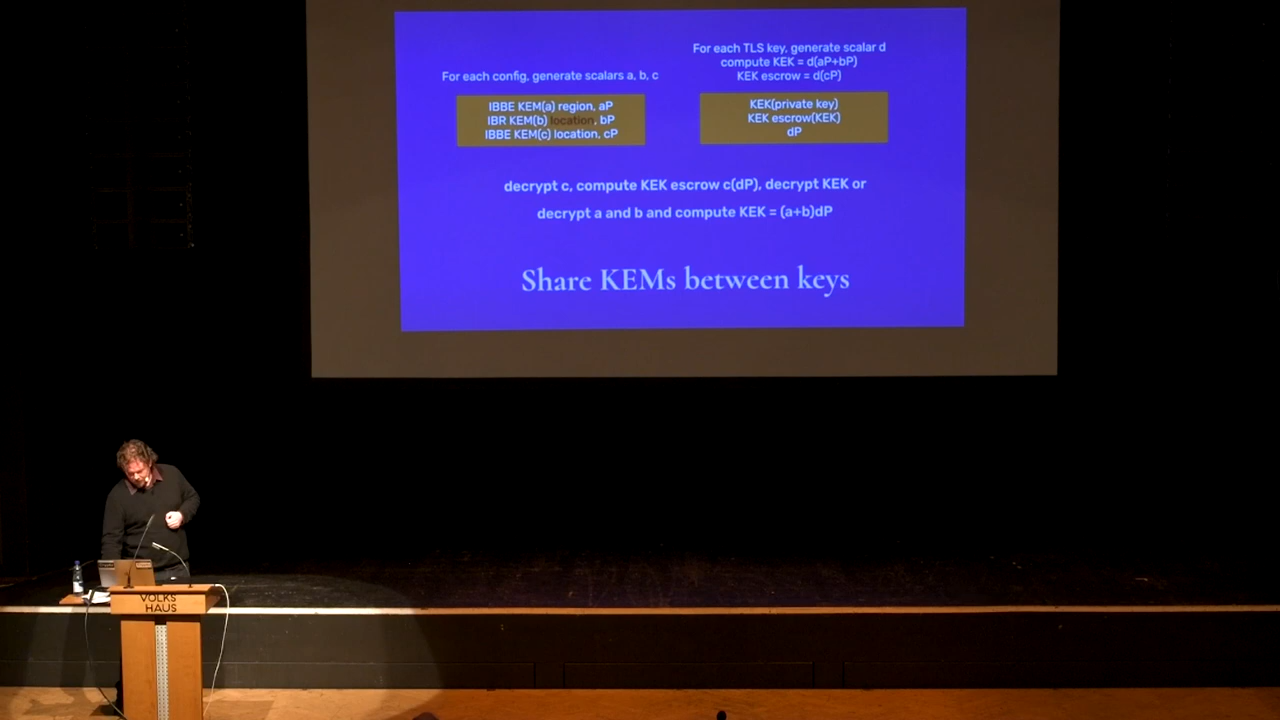 For each config, generate scalars a, b, c
IBBE KEM(a) region, aP
IBR KEM(b) location, bP
IBBE KEM(c) location, cP
For each TLS key, generate scalar d
compute KEK = d(aP+bP)
KEK escrow = d(cP)
KEK(private key)
KEK escrow(KEK)
dP
decrypt c, compute KEK escrow c(dP), decrypt KEK or
decrypt a and b and compute KEK = (a+b)dP
Share KEMs between keys
VOLKS
HAUS